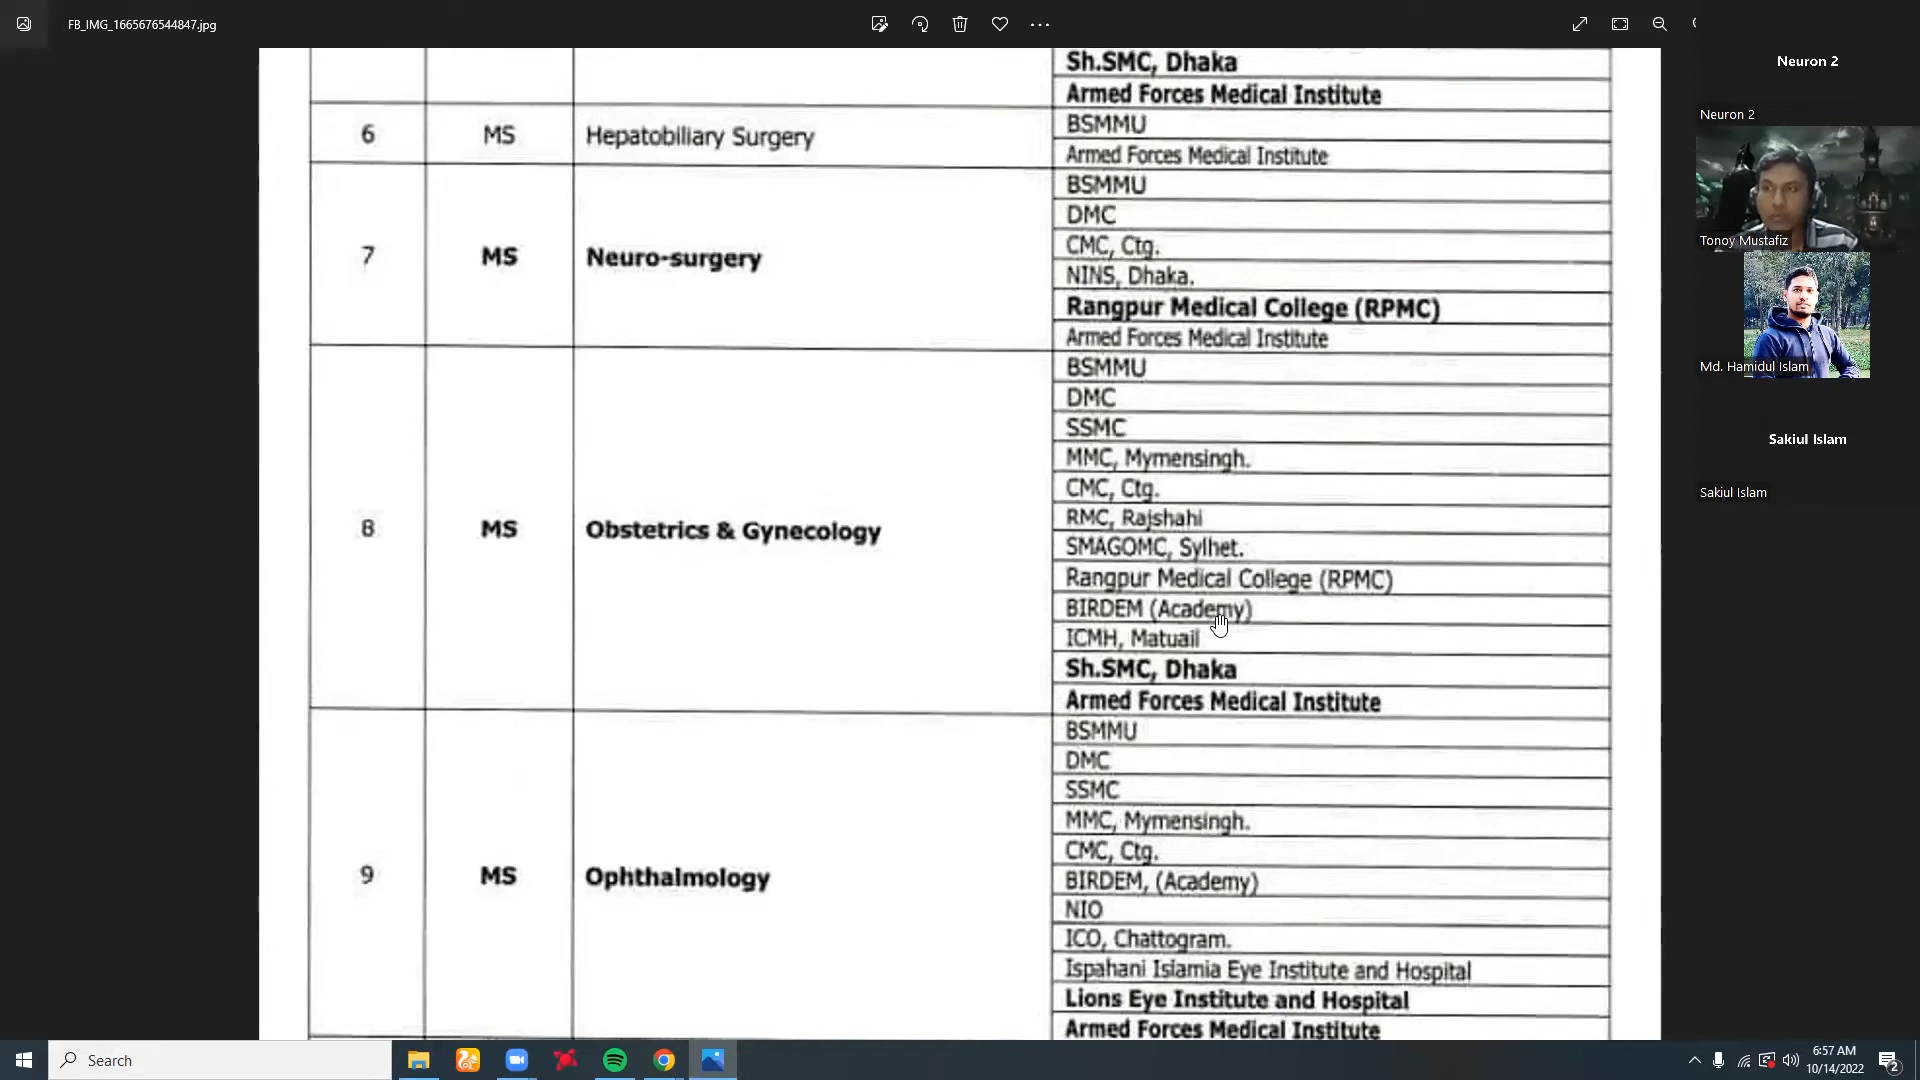 FB_IMG_1665676544847.jpg
Sh.SMC, Dhaka
Armed Forces Medical Institute
6 MS Hepatobiliary Surgery
BSMMU
Armed Forces Medical Institute
7 MS Neuro-surgery
BSMMU
DMC
CMC, Ctg.
NINS, Dhaka.
Rangpur Medical College (RPMC)
Armed Forces Medical Institute
8 MS Obstetrics & Gynecology
BSMMU
DMC
SSMC
MMC, Mymensingh.
CMC, Ctg.
RMC, Rajshahi
SMAGOMC, Sylhet.
Rangpur Medical College (RPMC)
BIRDEM (Academy)
ICMH, Matuail
Sh.SMC, Dhaka
Armed Forces Medical Institute
9 MS Ophthalmology
BSMMU
DMC
SSMC
MMC, Mymensingh.
CMC, Ctg.
BIRDEM, (Academy)
NIO
ICO, Chattogram.
Ispahani Islamia Eye Institute and Hospital
Lions Eye Institute and Hospital
Armed Forces Medical Institute
Neuron 2
Neuron 2
Tonoy Mustafiz
Md. Hamidul Islam
Sakiul Islam
Sakiul Islam
Search
6:57 AM
10/14/2022
2